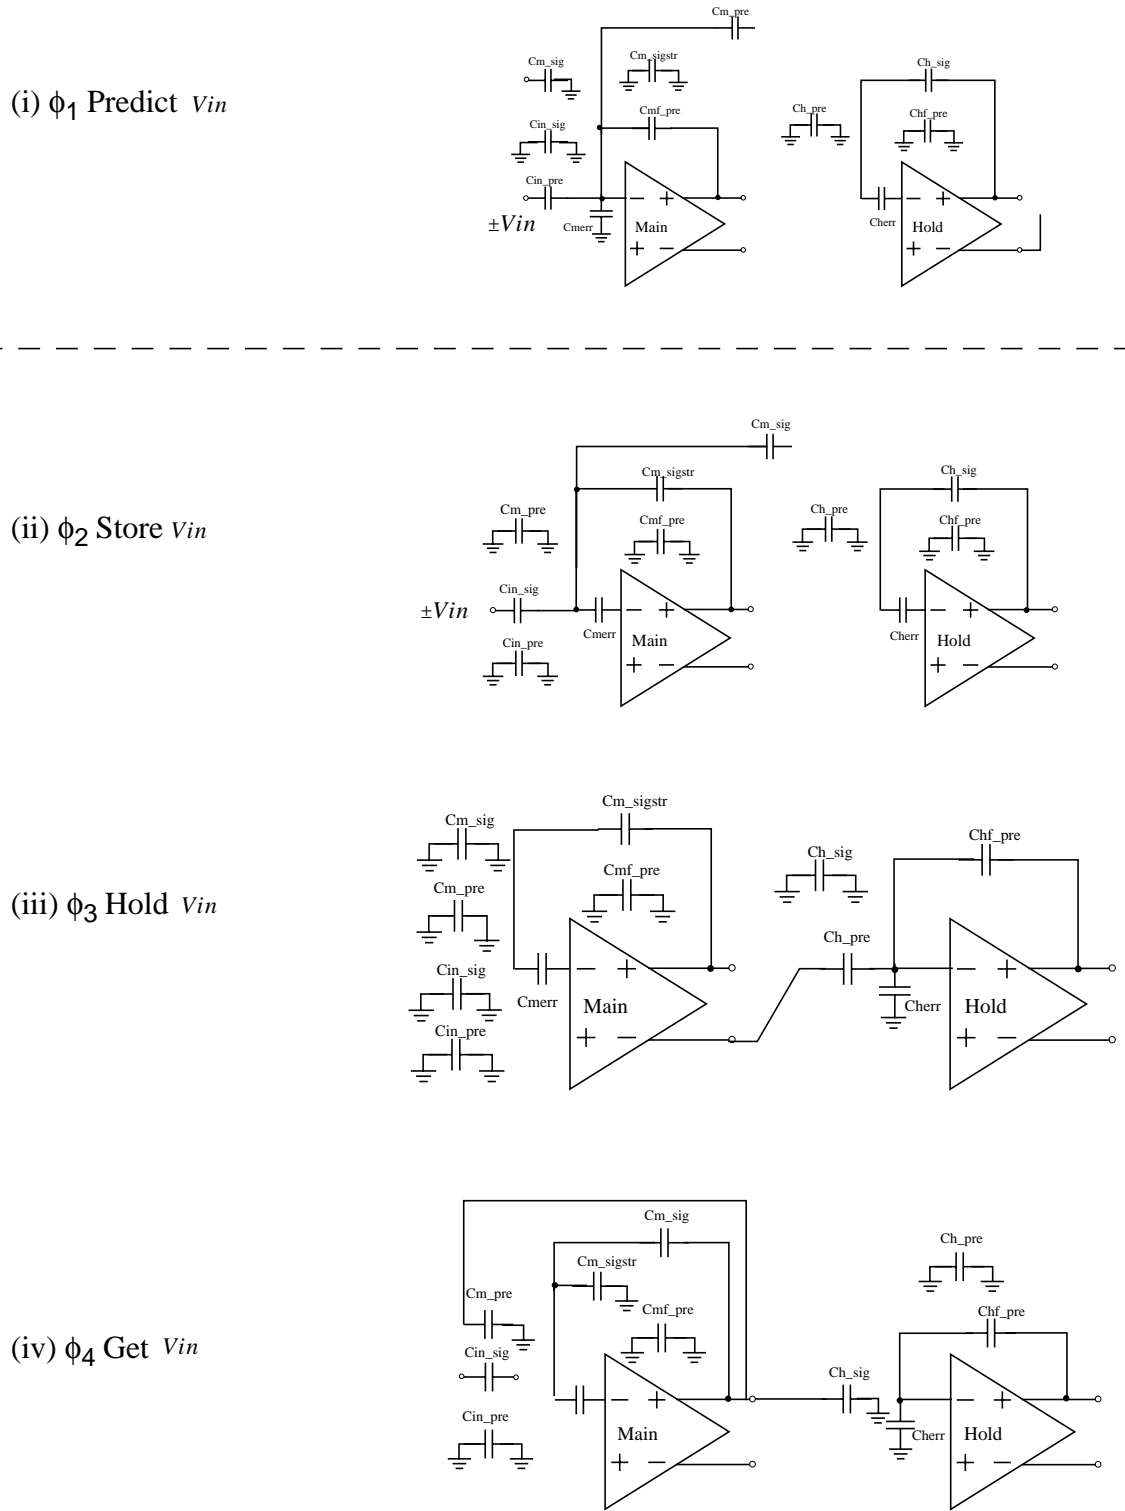 Cm_pre
Cm_sig
Cm_sigstr
Ch_sig
(i) ϕ1 Predict Vin
Cin_sig
Cmf_pre
Ch_pre
Chf_pre
Cin_pre
±Vin
Cmerr
− +
Main
+ −
Cherr
− +
Hold
+ −
Cm_sig
Cm_sigstr
Ch_sig
(ii) ϕ2 Store Vin
Cm_pre
Cmf_pre
Ch_pre
Chf_pre
±Vin
Cin_sig
Cmerr
− +
Main
+ −
Cherr
− +
Hold
+ −
Cin_pre
Cm_sigstr
Cm_sig
Chf_pre
Ch_sig
Cmf_pre
(iii) ϕ3 Hold Vin
Cm_pre
Ch_pre
Cin_sig
Cmerr
− +
Main
+ −
Cherr
− +
Hold
+ −
Cin_pre
Cm_sig
Ch_pre
Cm_sigstr
Cm_pre
Cmf_pre
Chf_pre
(iv) ϕ4 Get Vin
Cin_sig
Ch_sig
Cin_pre
− +
Main
+ −
Cherr
− +
Hold
+ −